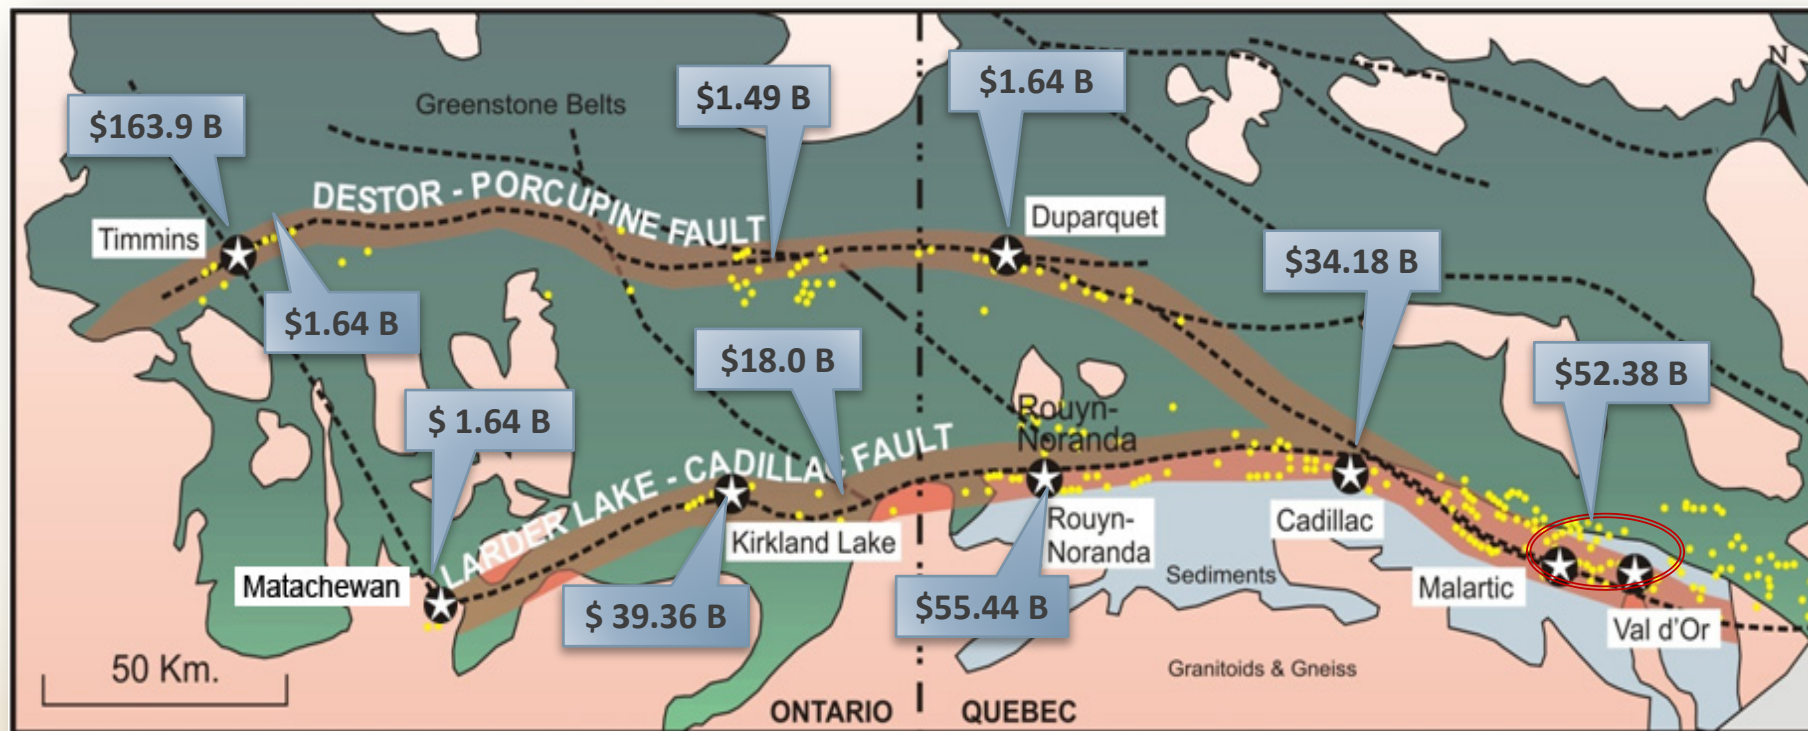 N
$163.9 B
Greenstone Belts
$1.49 B
$1.64 B
DESTOR - PORCUPINE FAULT
Timmins
Duparquet
$34.18 B
$1.64 B
$18.0 B
$52.38 B
$ 1.64 B
Rouyn-
Noranda
LARDER LAKE - CADILLAC FAULT
Kirkland Lake
Rouyn-
Noranda
Cadillac
Matachewan
$ 39.36 B
$55.44 B
Sediments
Malartic
Val d'Or
50 Km.
Granitoids & Gneiss
ONTARIO
QUEBEC